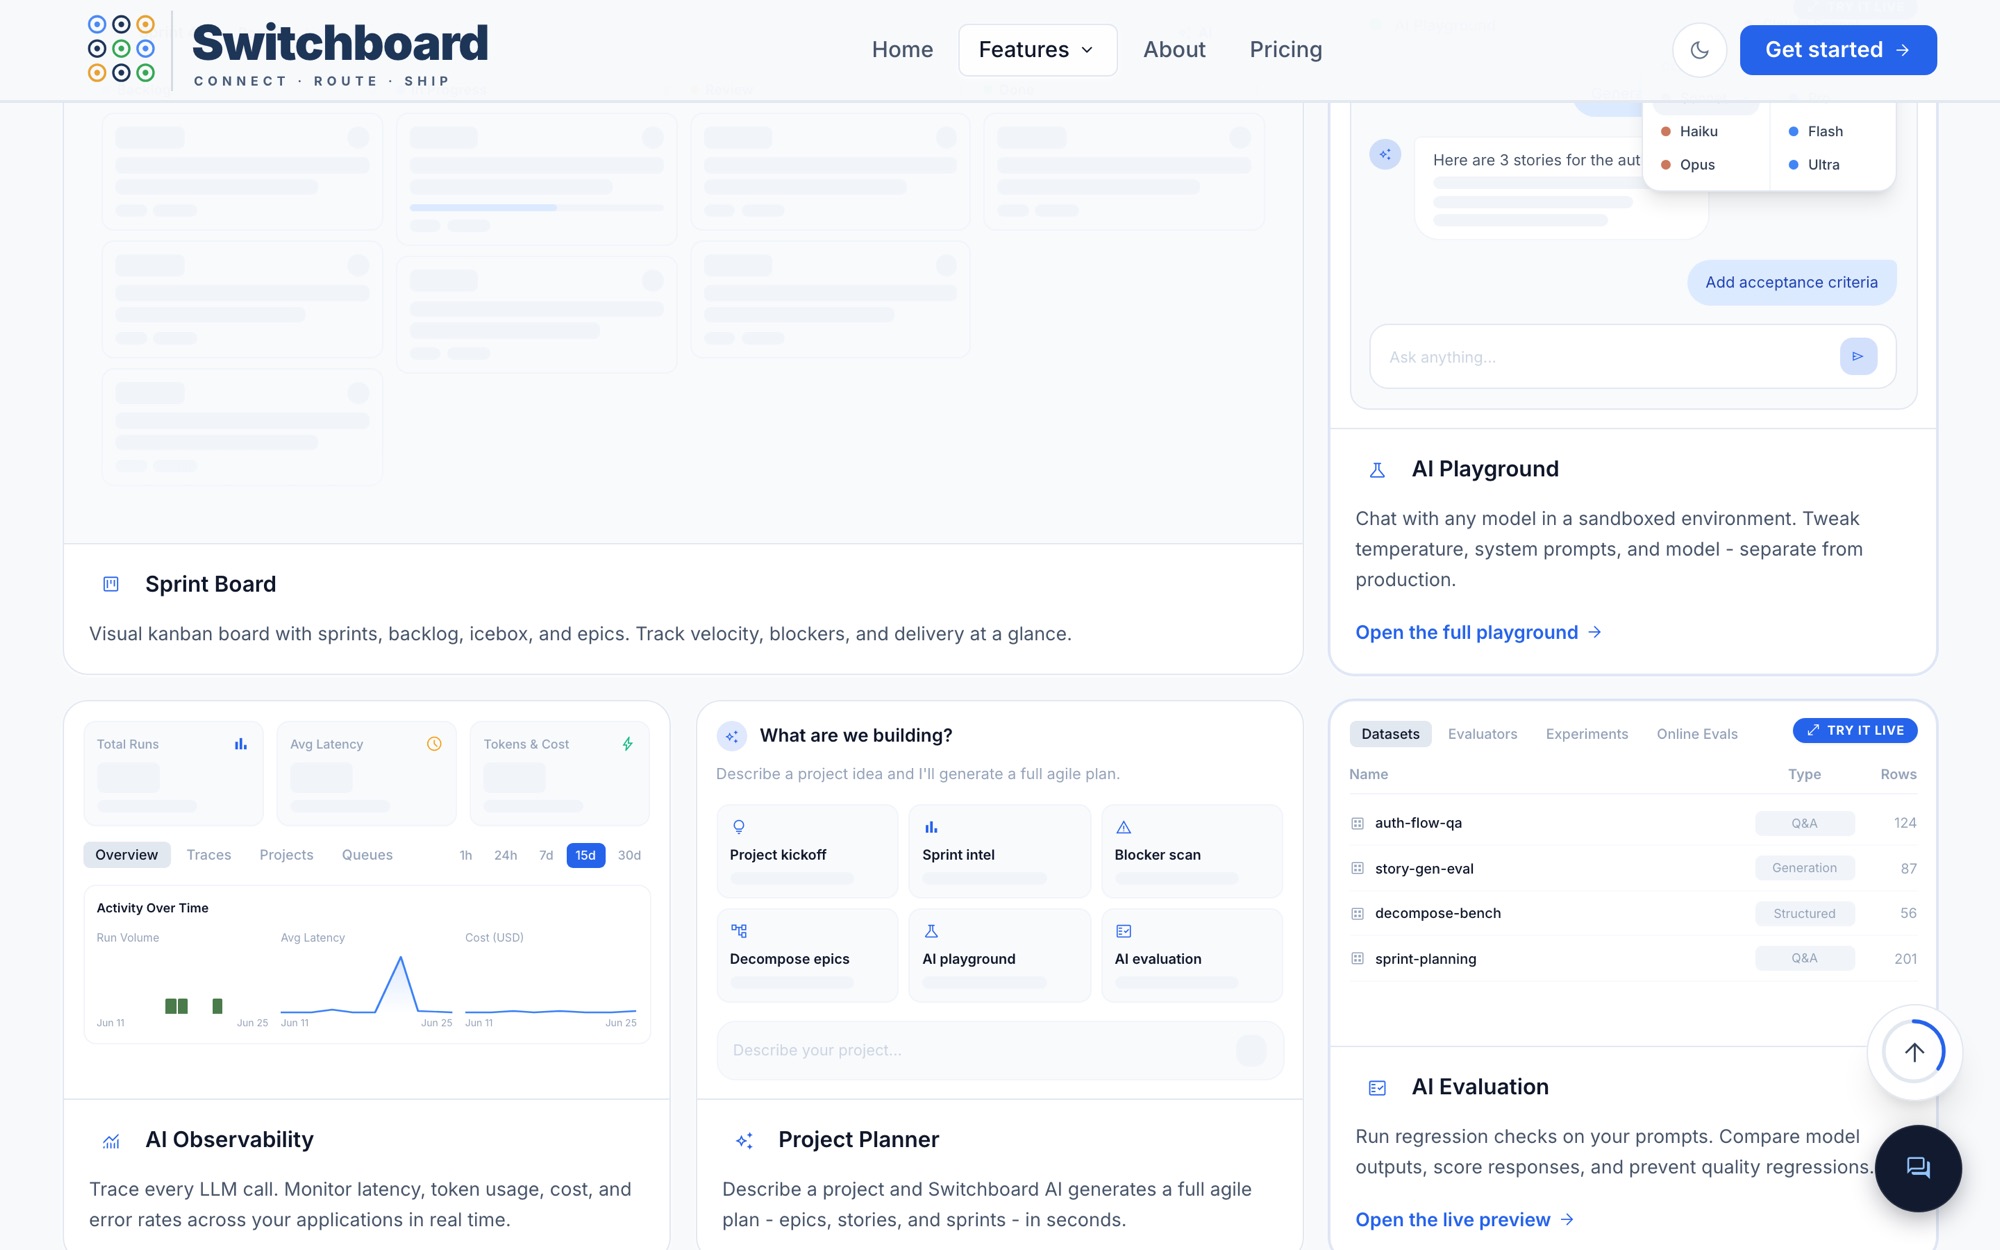 Switchboard
CONNECT · ROUTE · SHIP
Home
Features
About
Pricing
Get started
Haiku
Flash
Opus
Ultra
Here are 3 stories for the aut
Add acceptance criteria
Ask anything...
AI Playground
Chat with any model in a sandboxed environment. Tweak
temperature, system prompts, and model - separate from
production.
Open the full playground
Sprint Board
Visual kanban board with sprints, backlog, icebox, and epics. Track velocity, blockers, and delivery at a glance.
Total Runs
Avg Latency
Tokens & Cost
Overview
Traces
Projects
Queues
1h
24h
7d
15d
30d
Activity Over Time
Run Volume
Avg Latency
Cost (USD)
Jun 11
Jun 25
Jun 11
Jun 25
Jun 11
Jun 25
AI Observability
Trace every LLM call. Monitor latency, token usage, cost, and
error rates across your applications in real time.
What are we building?
Describe a project idea and I'll generate a full agile plan.
Project kickoff
Sprint intel
Blocker scan
Decompose epics
AI playground
AI evaluation
Describe your project...
Project Planner
Describe a project and Switchboard AI generates a full agile
plan - epics, stories, and sprints - in seconds.
Datasets
Evaluators
Experiments
Online Evals
TRY IT LIVE
Name
Type
Rows
auth-flow-qa
Q&A
124
story-gen-eval
Generation
87
decompose-bench
Structured
56
sprint-planning
Q&A
201
AI Evaluation
Run regression checks on your prompts. Compare model
outputs, score responses, and prevent quality regressions.
Open the live preview